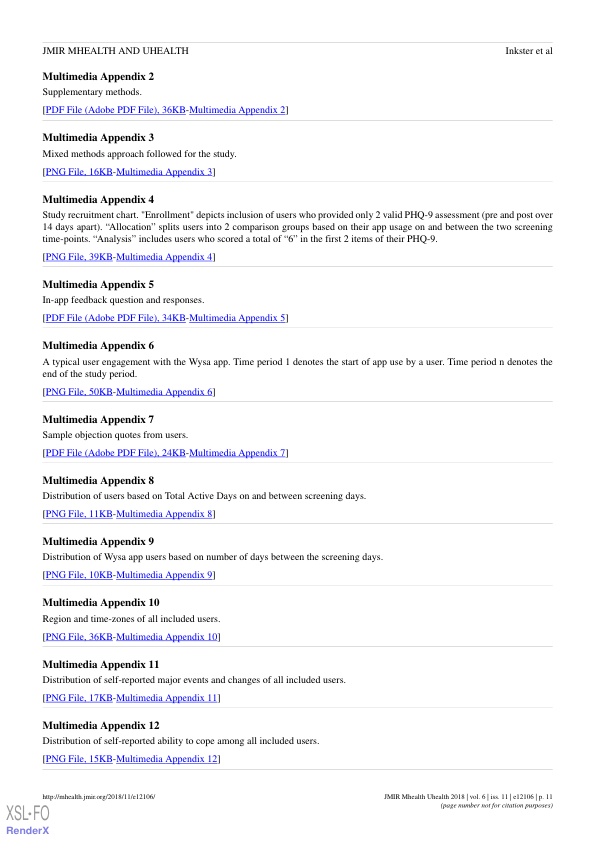 JMIR MHEALTH AND UHEALTH
Inkster et al
Multimedia Appendix 2
Supplementary methods.
[PDF File (Adobe PDF File), 36KB-Multimedia Appendix 2]
Multimedia Appendix 3
Mixed methods approach followed for the study.
[PNG File, 16KB-Multimedia Appendix 3]
Multimedia Appendix 4
Study recruitment chart. "Enrollment" depicts inclusion of users who provided only 2 valid PHQ-9 assessment (pre and post over
14 days apart). “Allocation” splits users into 2 comparison groups based on their app usage on and between the two screening
time-points. “Analysis” includes users who scored a total of “6” in the first 2 items of their PHQ-9.
[PNG File, 39KB-Multimedia Appendix 4]
Multimedia Appendix 5
In-app feedback question and responses.
[PDF File (Adobe PDF File), 34KB-Multimedia Appendix 5]
Multimedia Appendix 6
A typical user engagement with the Wysa app. Time period 1 denotes the start of app use by a user. Time period n denotes the
end of the study period.
[PNG File, 50KB-Multimedia Appendix 6]
Multimedia Appendix 7
Sample objection quotes from users.
[PDF File (Adobe PDF File), 24KB-Multimedia Appendix 7]
Multimedia Appendix 8
Distribution of users based on Total Active Days on and between screening days.
[PNG File, 11KB-Multimedia Appendix 8]
Multimedia Appendix 9
Distribution of Wysa app users based on number of days between the screening days.
[PNG File, 10KB-Multimedia Appendix 9]
Multimedia Appendix 10
Region and time-zones of all included users.
[PNG File, 36KB-Multimedia Appendix 10]
Multimedia Appendix 11
Distribution of self-reported major events and changes of all included users.
[PNG File, 17KB-Multimedia Appendix 11]
Multimedia Appendix 12
Distribution of self-reported ability to cope among all included users.
[PNG File, 15KB-Multimedia Appendix 12]
http://mhealth.jmir.org/2018/11/e12106/
JMIR Mhealth Uhealth 2018 | vol. 6 | iss. 11 | e12106 | p. 11
(page number not for citation purposes)
XSL•FO
RenderX